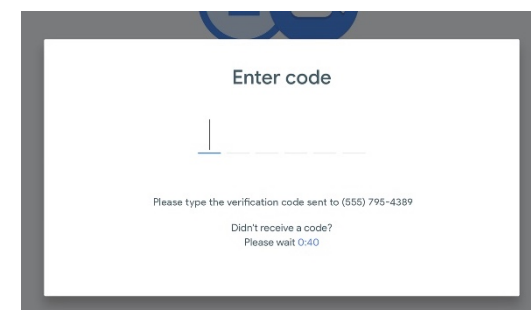 Enter code
Please type the verification code sent to (555) 795-4389
Didn't receive a code?
Please wait 0:40